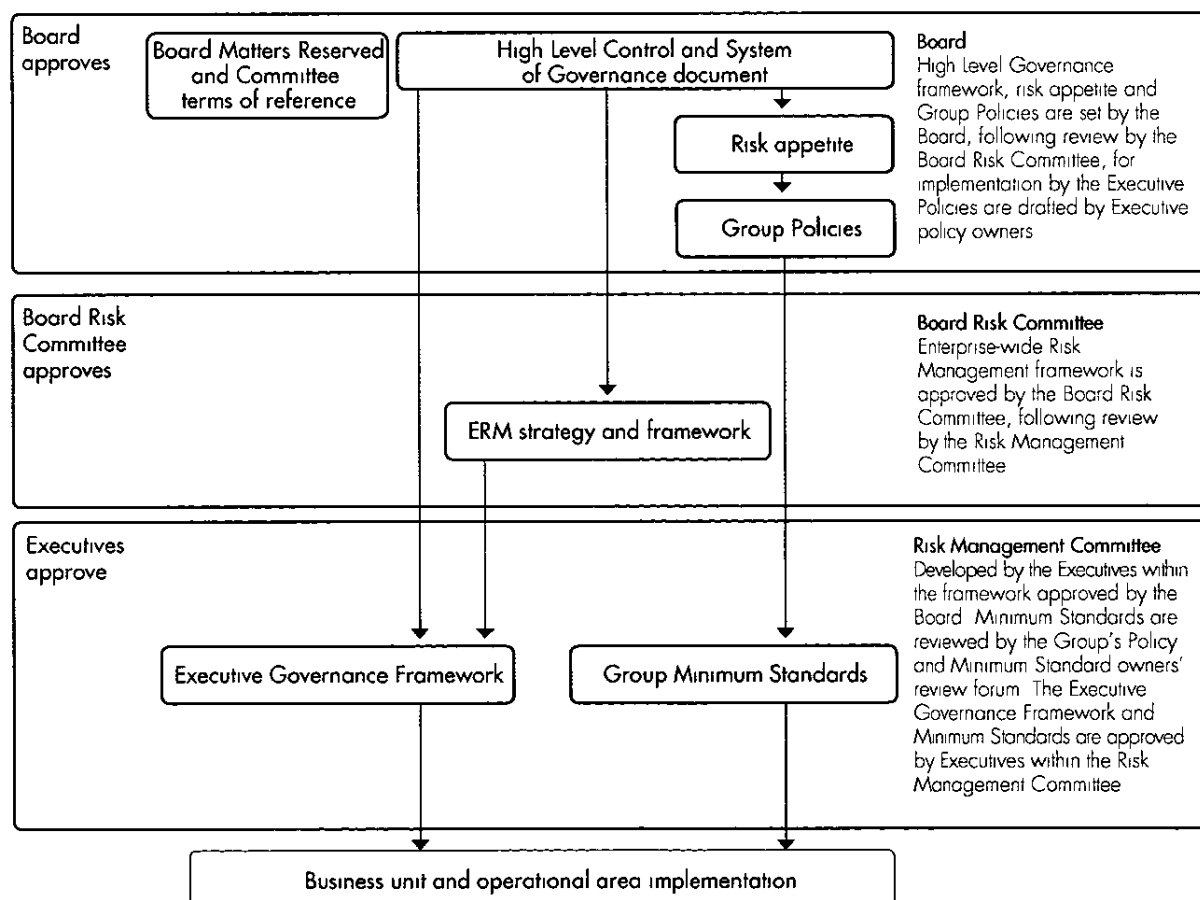 Board
approves
Board Matters Reserved
and Committee
terms of reference
High Level Control and System
of Governance document
Risk appetite
Group Policies
Board
High Level Governance
framework, risk appetite and
Group Policies are set by the
Board, following review by the
Board Risk Committee, for
implementation by the Executive
Policies are drafted by Executive
policy owners
Board Risk
Committee
approves
ERM strategy and framework
Board Risk Committee
Enterprise-wide Risk
Management framework is
approved by the Board Risk
Committee, following review
by the Risk Management
Committee
Executives
approve
Executive Governance Framework
Group Minimum Standards
Risk Management Committee
Developed by the Executives within
the framework approved by the
Board Minimum Standards are
reviewed by the Group's Policy
and Minimum Standard owners'
review forum The Executive
Governance Framework and
Minimum Standards are approved
by Executives within the Risk
Management Committee
Business unit and operational area implementation